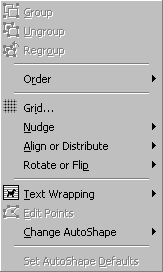 Group
Ungroup
Regroup
Order
Grid...
Nudge
Align or Distribute
Rotate or Flip
Text Wrapping
Edit Points
Change AutoShape
Set AutoShape Defaults